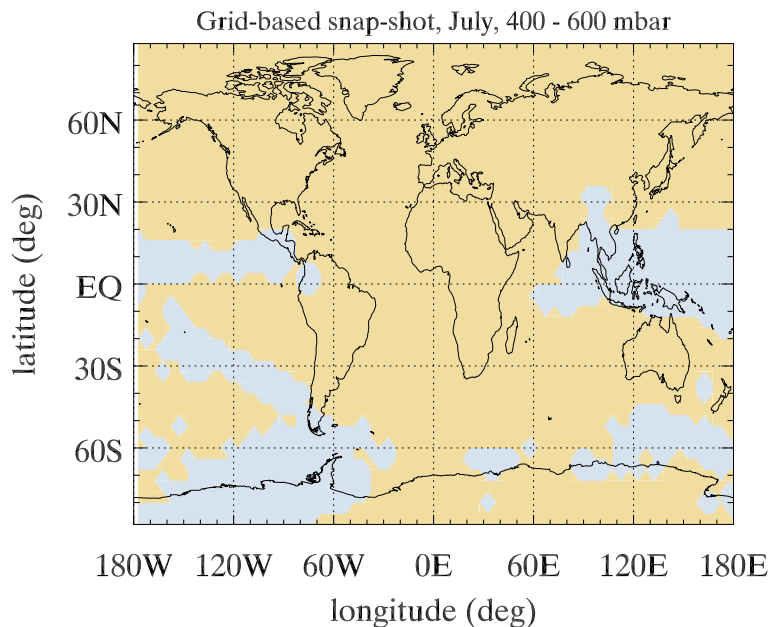 Grid-based snap-shot, July, 400 - 600 mbar
60N
30N
EQ
30S
60S
latitude (deg)
180W 120W 60W 0E 60E 120E 180E
longitude (deg)